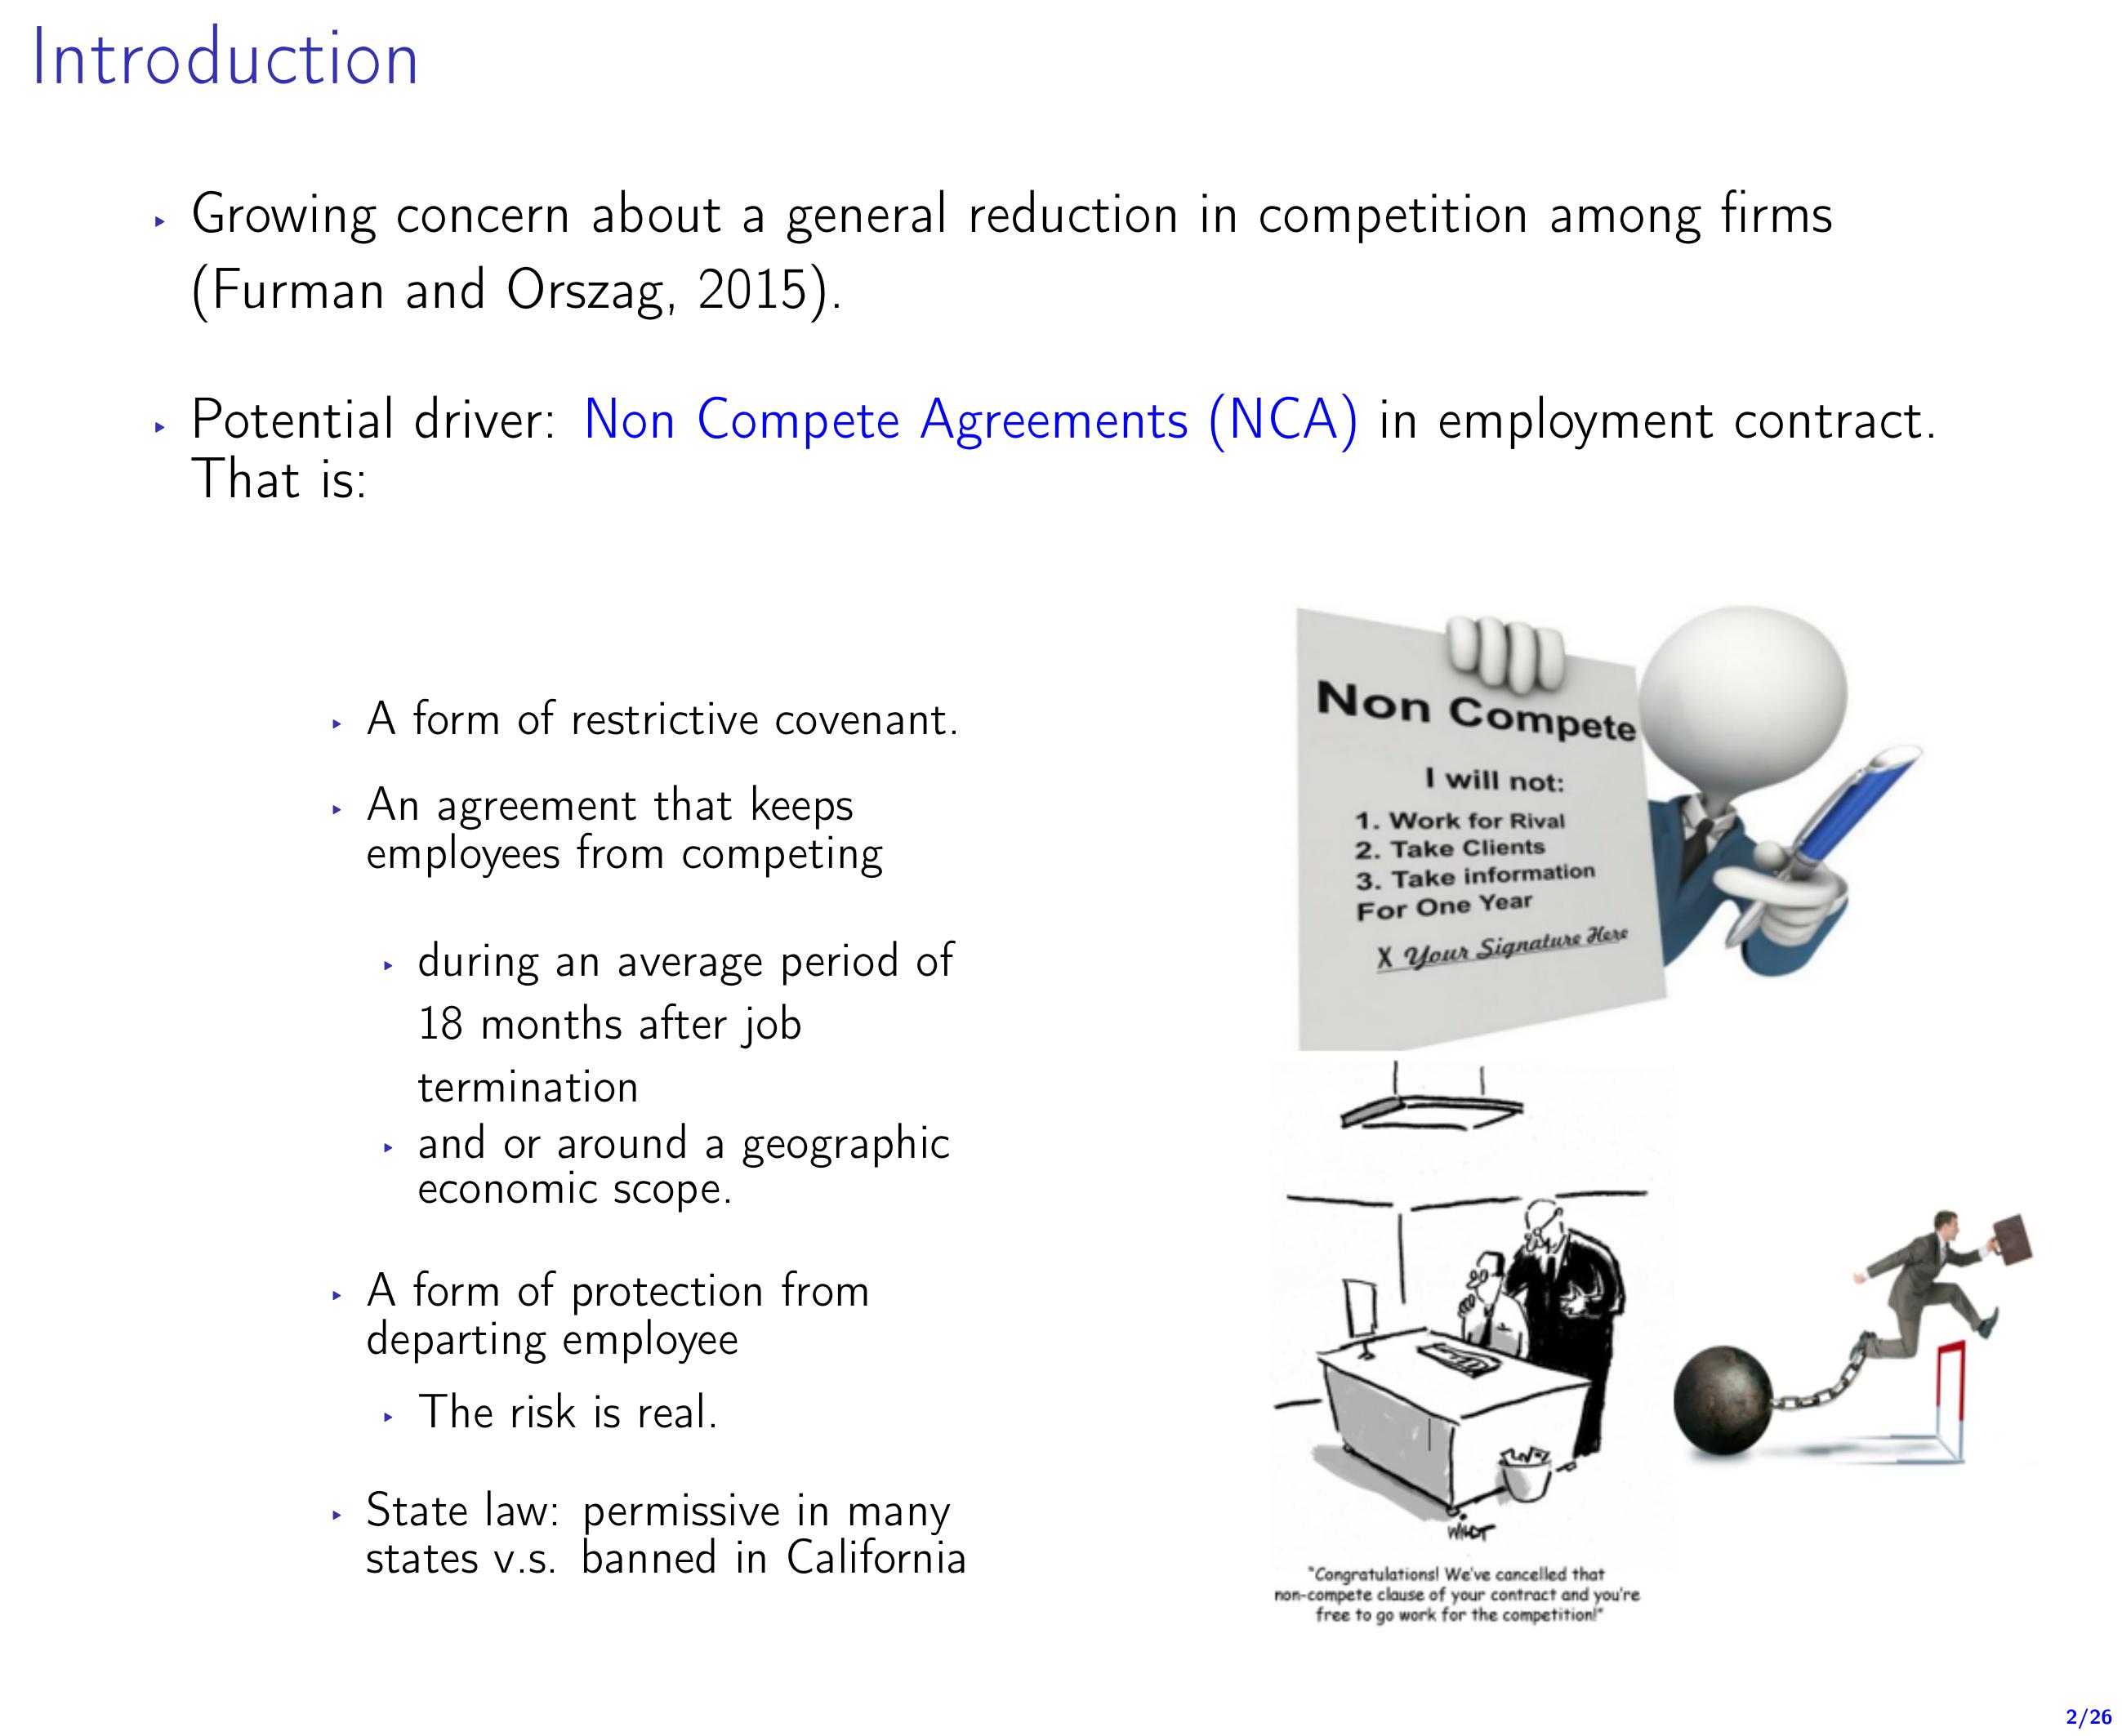 Introduction
Growing concern about a general reduction in competition among firms
(Furman and Orszag, 2015).
Potential driver: Non Compete Agreements (NCA) in employment contract.
That is:
A form of restrictive covenant.
An agreement that keeps
employees from competing
during an average period of
18 months after job
termination
and or around a geographic
economic scope.
A form of protection from
departing employee
The risk is real.
State law: permissive in many
states v.s. banned in California
Non Compete
I will not:
1. Work for Rival
2. Take Clients
3. Take information
For One Year
X Your Signature Here
"Congratulations! We've cancelled that
non-compete clause of your contract and you're
free to go work for the competition!"
2/26